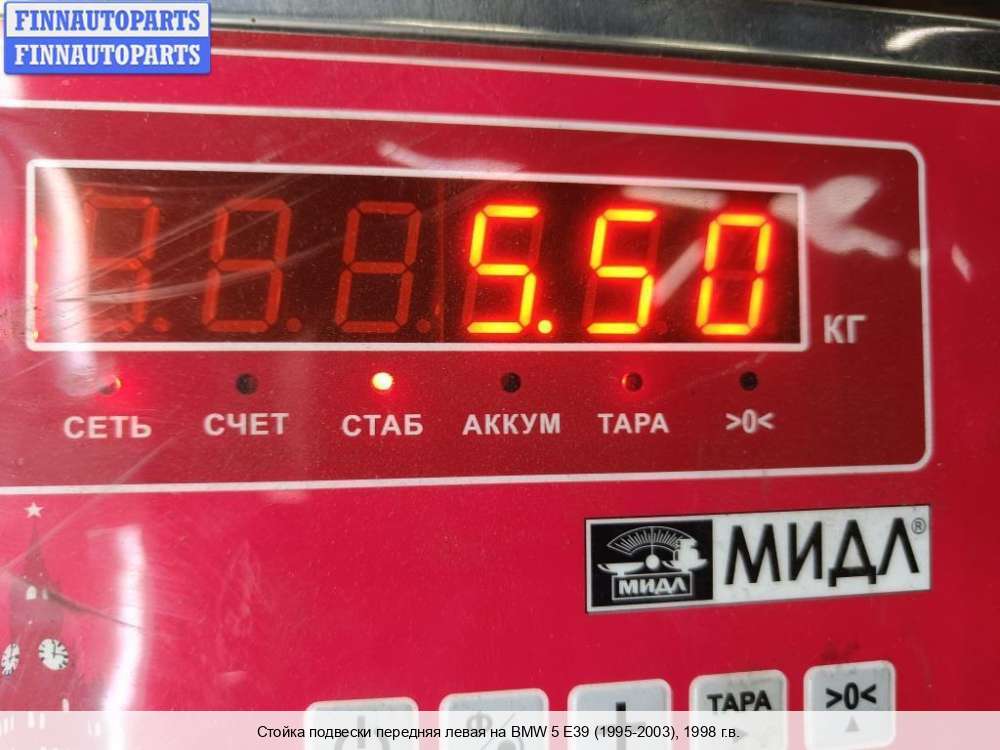 FINNAUTOPARTS
FINNAUTOPARTS
5.50
КГ
СЕТЬ СЧЕТ СТАБ АККУМ ТАРА >0<
МИДЛ МИДЛ®
ТАРА >0<
Стойка подвески передняя левая на BMW 5 E39 (1995-2003), 1998 г.в.